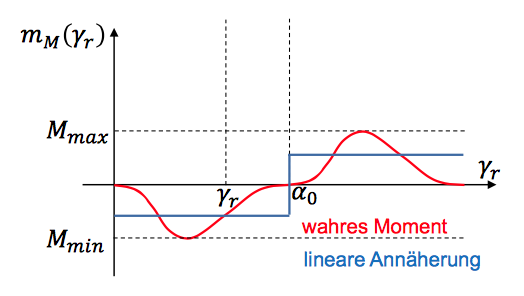 m_M(γ_r)
M_max
γ_r
γ_r
α_0
wahres Moment
M_min
lineare Annäherung